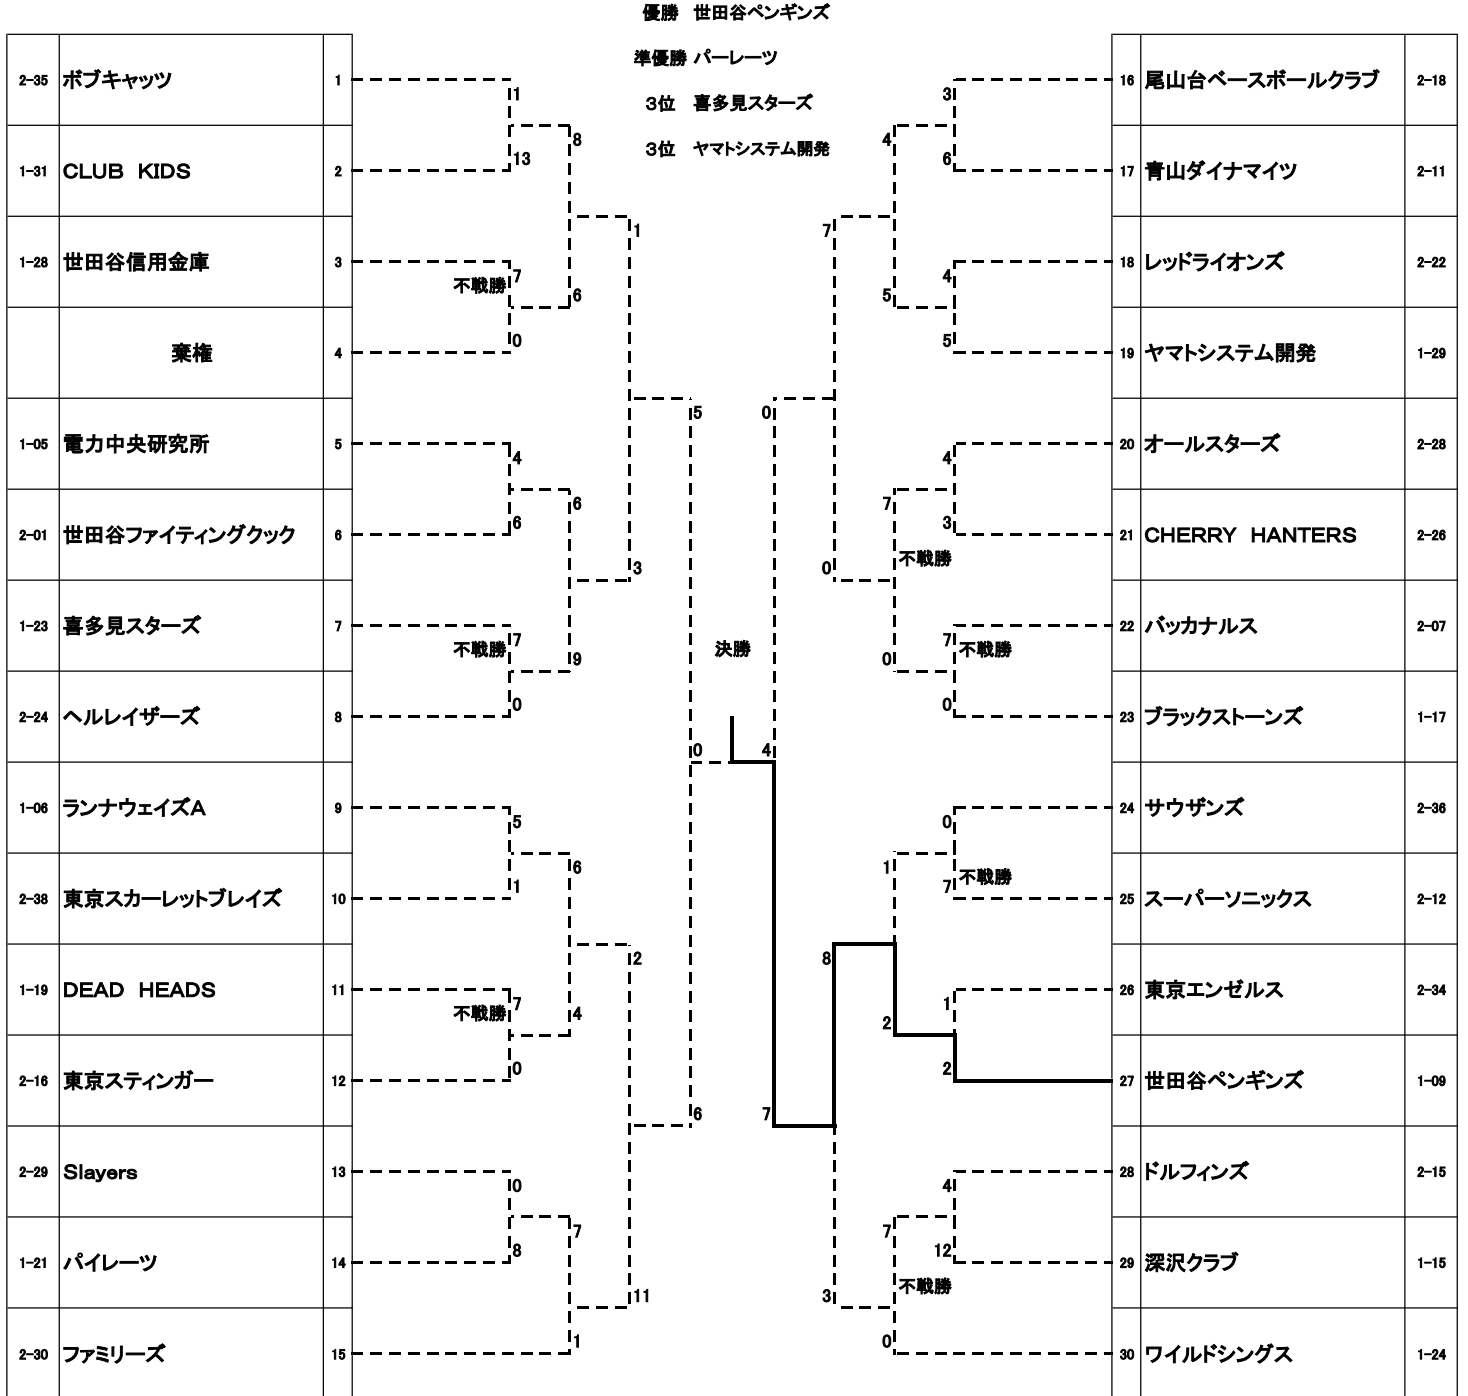 優勝 世田谷ペンギンズ
準優勝 パーレーツ
3位 喜多見スターズ
3位 ヤマトシステム開発
2-35 ボブキャッツ 1
1-31 CLUB KIDS 2
1-28 世田谷信用金庫 3
棄権 4
1-05 電力中央研究所 5
2-01 世田谷ファイティングクック 6
1-23 喜多見スターズ 7
2-24 ヘルレイザーズ 8
1-06 ランナウェイズA 9
2-38 東京スカーレットブレイズ 10
1-19 DEAD HEADS 11
2-16 東京スティンガー 12
2-29 Slayers 13
1-21 パイレーツ 14
2-30 ファミリーズ 15
1
13
7
不戦勝
0
4
6
7
不戦勝
0
5
1
7
不戦勝
0
0
8
8
6
6
9
6
4
7
1
1
3
2
11
5
6
0
決勝
4
0
7
7
0
8
3
4
5
7
不戦勝
0
1
2
7
不戦勝
0
3
6
4
5
4
3
7
不戦勝
0
0
不戦勝
7
1
2
4
12
16 尾山台ベースボールクラブ 2-18
17 青山ダイナマイツ 2-11
18 レッドライオンズ 2-22
19 ヤマトシステム開発 1-29
20 オールスターズ 2-28
21 CHERRY HANTERS 2-26
22 バッカナルス 2-07
23 ブラックストーンズ 1-17
24 サウザンズ 2-36
25 スーパーソニックス 2-12
26 東京エンゼルス 2-34
27 世田谷ペンギンズ 1-09
28 ドルフィンズ 2-15
29 深沢クラブ 1-15
30 ワイルドシングス 1-24